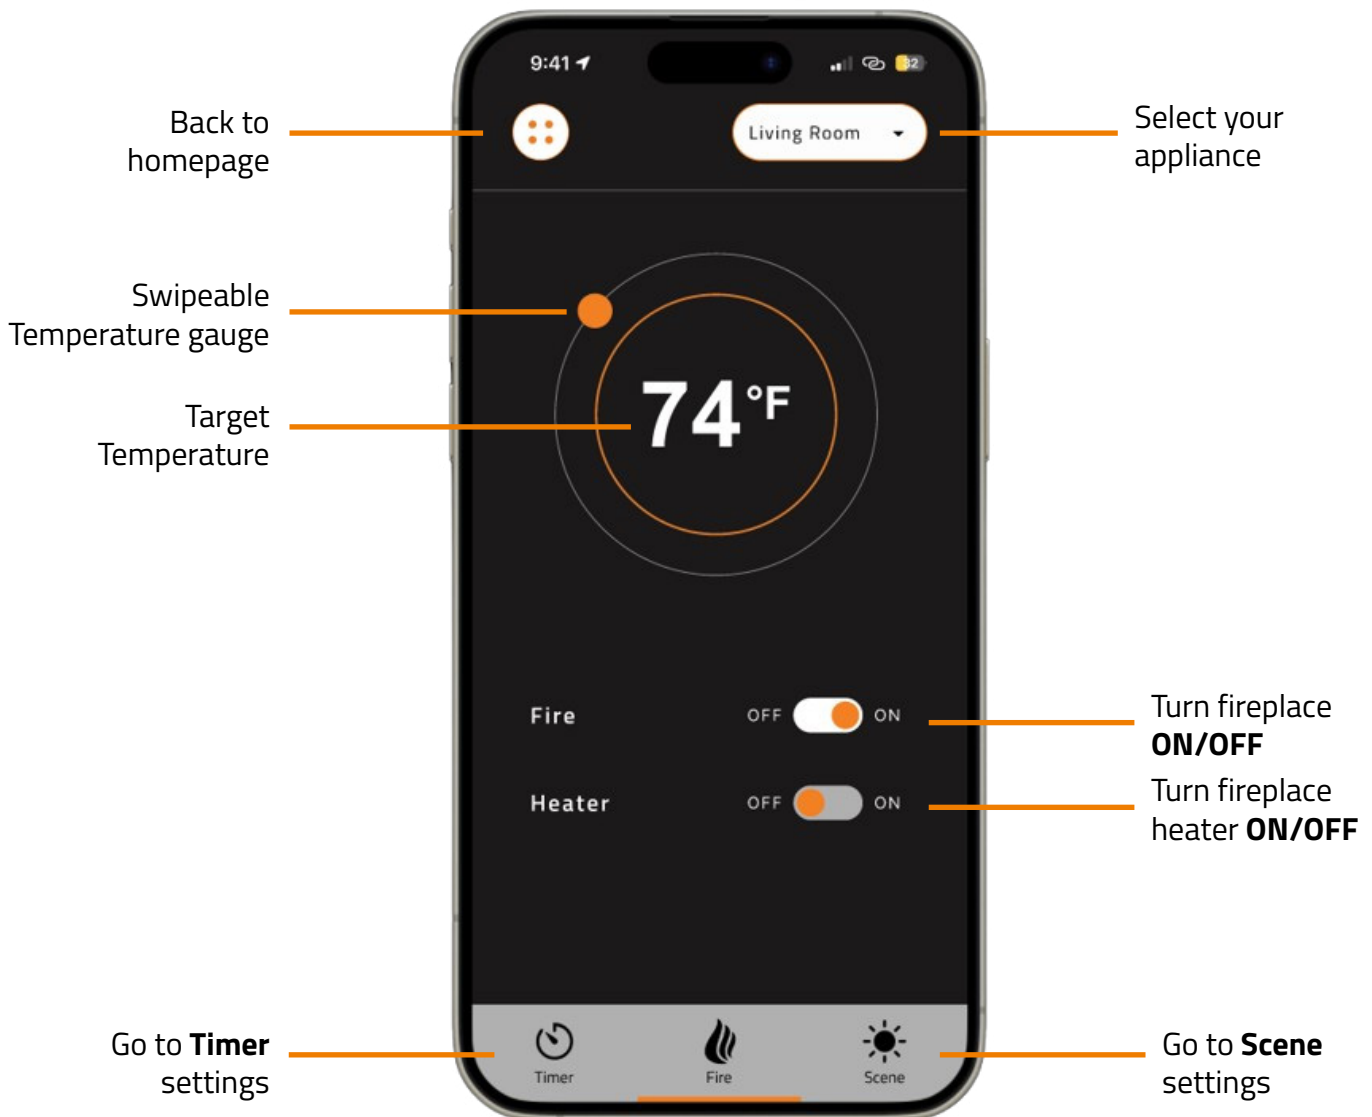 9:41
32
Back to
homepage
Living Room
Select your
appliance
Swipeable
Temperature gauge
74°F
Target
Temperature
Fire
OFF
ON
Turn fireplace
ON/OFF
Heater
OFF
ON
Turn fireplace
heater ON/OFF
Go to Timer
settings
Timer
Fire
Scene
Go to Scene
settings